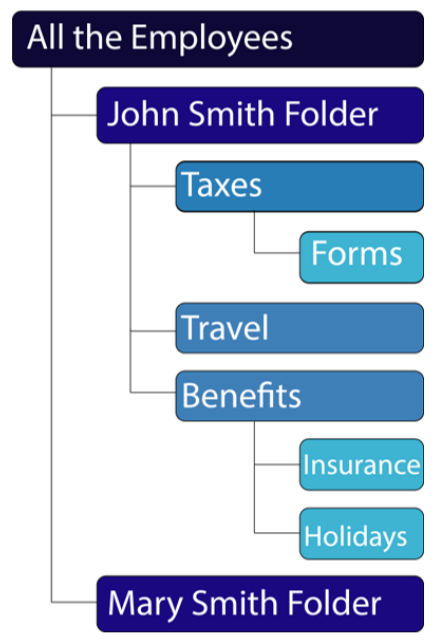 All the Employees
John Smith Folder
Taxes
Forms
Travel
Benefits
Insurance
Holidays
Mary Smith Folder